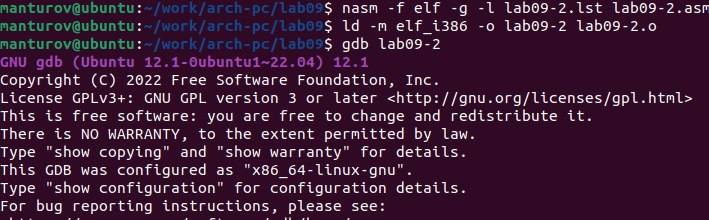 manturov@ubuntu:~/work/arch-pc/lab09$ nasm -f elf -g -l lab09-2.lst lab09-2.asm
manturov@ubuntu:~/work/arch-pc/lab09$ ld -m elf_i386 -o lab09-2 lab09-2.o
manturov@ubuntu:~/work/arch-pc/lab09$ gdb lab09-2
GNU gdb (Ubuntu 12.1-0ubuntu1~22.04) 12.1
Copyright (C) 2022 Free Software Foundation, Inc.
License GPLv3+: GNU GPL version 3 or later <http://gnu.org/licenses/gpl.html>
This is free software: you are free to change and redistribute it.
There is NO WARRANTY, to the extent permitted by law.
Type "show copying" and "show warranty" for details.
This GDB was configured as "x86_64-linux-gnu".
Type "show configuration" for configuration details.
For bug reporting instructions, please see: